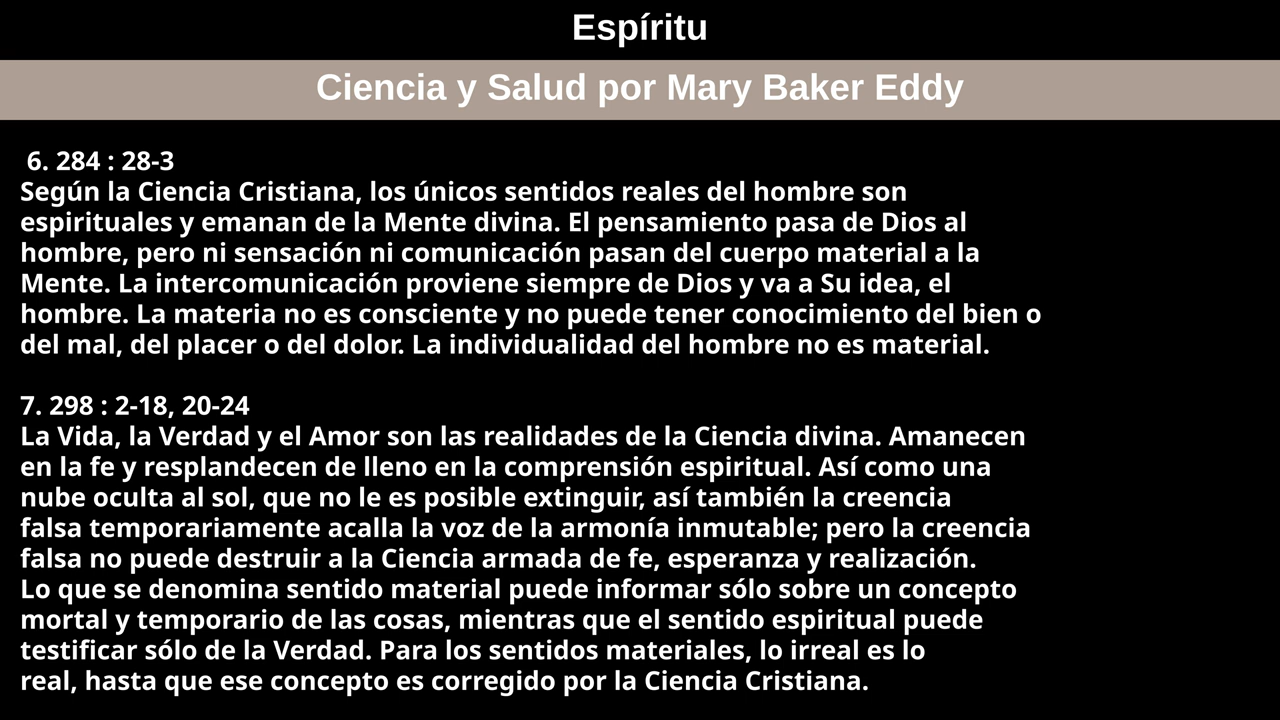 Espíritu
Ciencia y Salud por Mary Baker Eddy
6. 284 : 28-3
Según la Ciencia Cristiana, los únicos sentidos reales del hombre son
espirituales y emanan de la Mente divina. El pensamiento pasa de Dios al
hombre, pero ni sensación ni comunicación pasan del cuerpo material a la
Mente. La intercomunicación proviene siempre de Dios y va a Su idea, el
hombre. La materia no es consciente y no puede tener conocimiento del bien o
del mal, del placer o del dolor. La individualidad del hombre no es material.
7. 298 : 2-18, 20-24
La Vida, la Verdad y el Amor son las realidades de la Ciencia divina. Amanecen
en la fe y resplandecen de lleno en la comprensión espiritual. Así como una
nube oculta al sol, que no le es posible extinguir, así también la creencia
falsa temporariamente acalla la voz de la armonía inmutable; pero la creencia
falsa no puede destruir a la Ciencia armada de fe, esperanza y realización.
Lo que se denomina sentido material puede informar sólo sobre un concepto
mortal y temporario de las cosas, mientras que el sentido espiritual puede
testificar sólo de la Verdad. Para los sentidos materiales, lo irreal es lo
real, hasta que ese concepto es corregido por la Ciencia Cristiana.